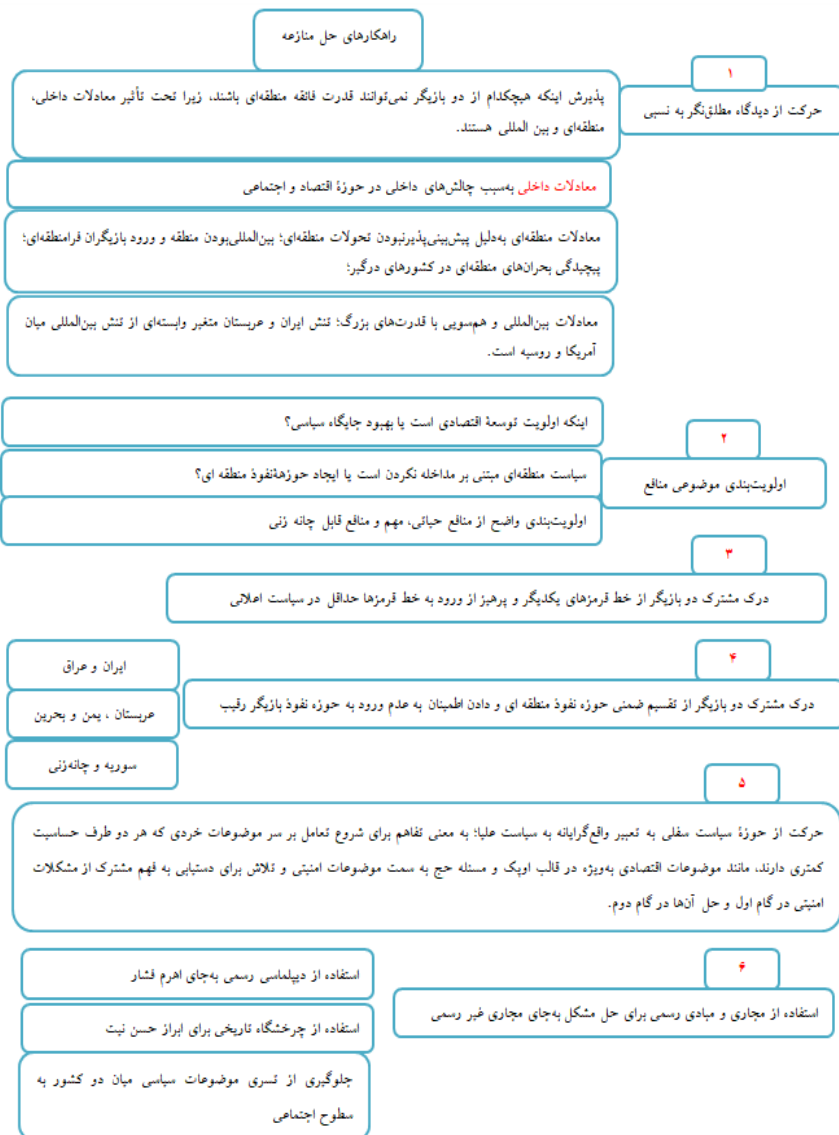 راهکارهای حل منازعه
۱
حرکت از دیدگاه مطلق‌نگر به نسبی
پذیرش اینکه هیچکدام از دو بازیگر نمی‌توانند قدرت فائقه منطقه‌ای باشند، زیرا تحت تأثیر معادلات داخلی،
منطقه‌ای و بین المللی هستند.
معادلات داخلی به‌سبب چالش‌های داخلی در حوزهٔ اقتصاد و اجتماعی
معادلات منطقه‌ای به‌دلیل پیش‌بینی‌پذیرنبودن تحولات منطقه‌ای؛ بین‌المللی‌بودن منطقه و ورود بازیگران فرامنطقه‌ای؛
پیچیدگی بحران‌های منطقه‌ای در کشورهای درگیر؛
معادلات بین‌المللی و هم‌سویی با قدرت‌های بزرگ؛ تنش ایران و عربستان متغیر وابسته‌ای از تنش بین‌المللی میان
آمریکا و روسیه است.
۲
اولویت‌بندی موضوعی منافع
اینکه اولویت توسعهٔ اقتصادی است یا بهبود جایگاه سیاسی؟
سیاست منطقه‌ای مبتنی بر مداخله نکردن است یا ایجاد حوزهٔنفوذ منطقه ای؟
اولویت‌بندی واضح از منافع حیاتی، مهم و منافع قابل چانه زنی
۳
درک مشترک دو بازیگر از خط قرمزهای یکدیگر و پرهیز از ورود به خط قرمزها حداقل در سیاست اعلانی
۴
درک مشترک دو بازیگر از تقسیم ضمنی حوزه نفوذ منطقه ای و دادن اطمینان به عدم ورود به حوزه نفوذ بازیگر رقیب
ایران و عراق
عربستان ، یمن و بحرین
سوریه و چانه‌زنی
۵
حرکت از حوزهٔ سیاست سفلی به تعبیر واقع‌گرایانه به سیاست علیا؛ به معنی تفاهم برای شروع تعامل بر سر موضوعات خردی که هر دو طرف حساسیت
کمتری دارند، مانند موضوعات اقتصادی به‌ویژه در قالب اوپک و مسئله حج به سمت موضوعات امنیتی و تلاش برای دستیابی به فهم مشترک از مشکلات
امنیتی در گام اول و حل آن‌ها در گام دوم.
۶
استفاده از مجاری و مبادی رسمی برای حل مشکل به‌جای مجاری غیر رسمی
استفاده از دیپلماسی رسمی به‌جای اهرم فشار
استفاده از چرخشگاه تاریخی برای ابراز حسن نیت
جلوگیری از تسری موضوعات سیاسی میان دو کشور به
سطوح اجتماعی